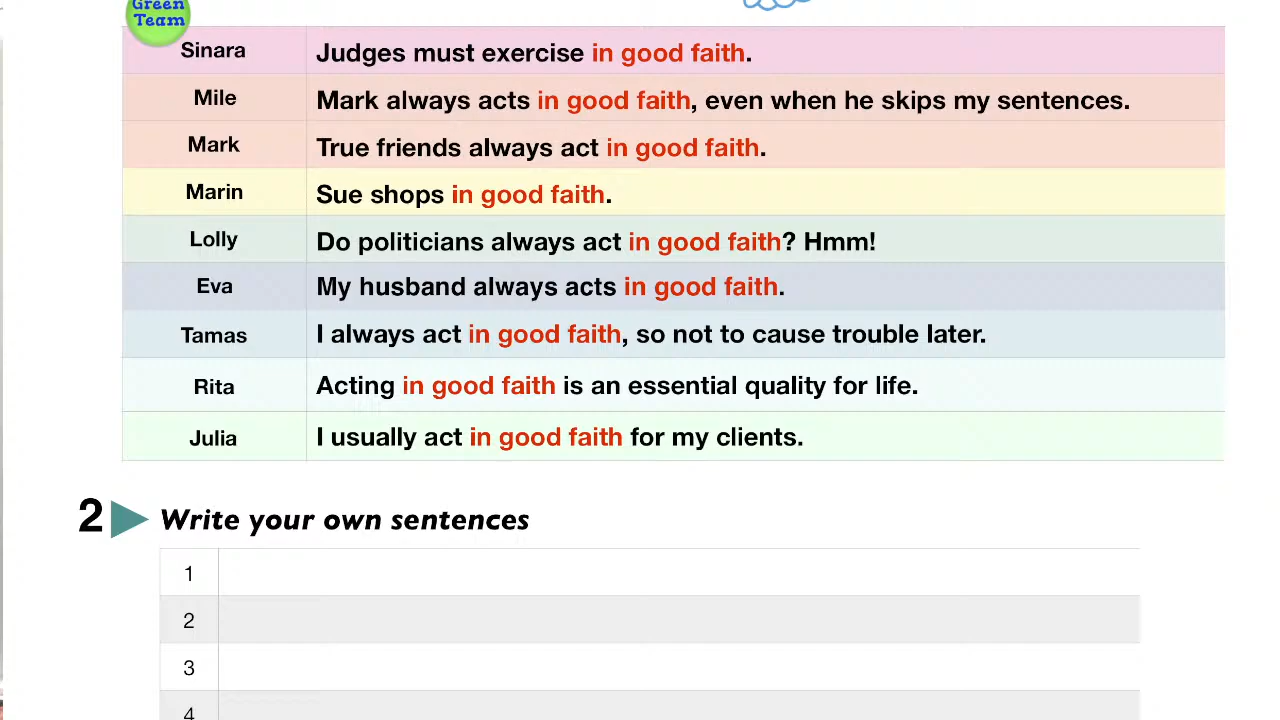 Green
Team
Sinara Judges must exercise in good faith.
Mile Mark always acts in good faith, even when he skips my sentences.
Mark True friends always act in good faith.
Marin Sue shops in good faith.
Lolly Do politicians always act in good faith? Hmm!
Eva My husband always acts in good faith.
Tamas I always act in good faith, so not to cause trouble later.
Rita Acting in good faith is an essential quality for life.
Julia I usually act in good faith for my clients.
2 Write your own sentences
1
2
3
4